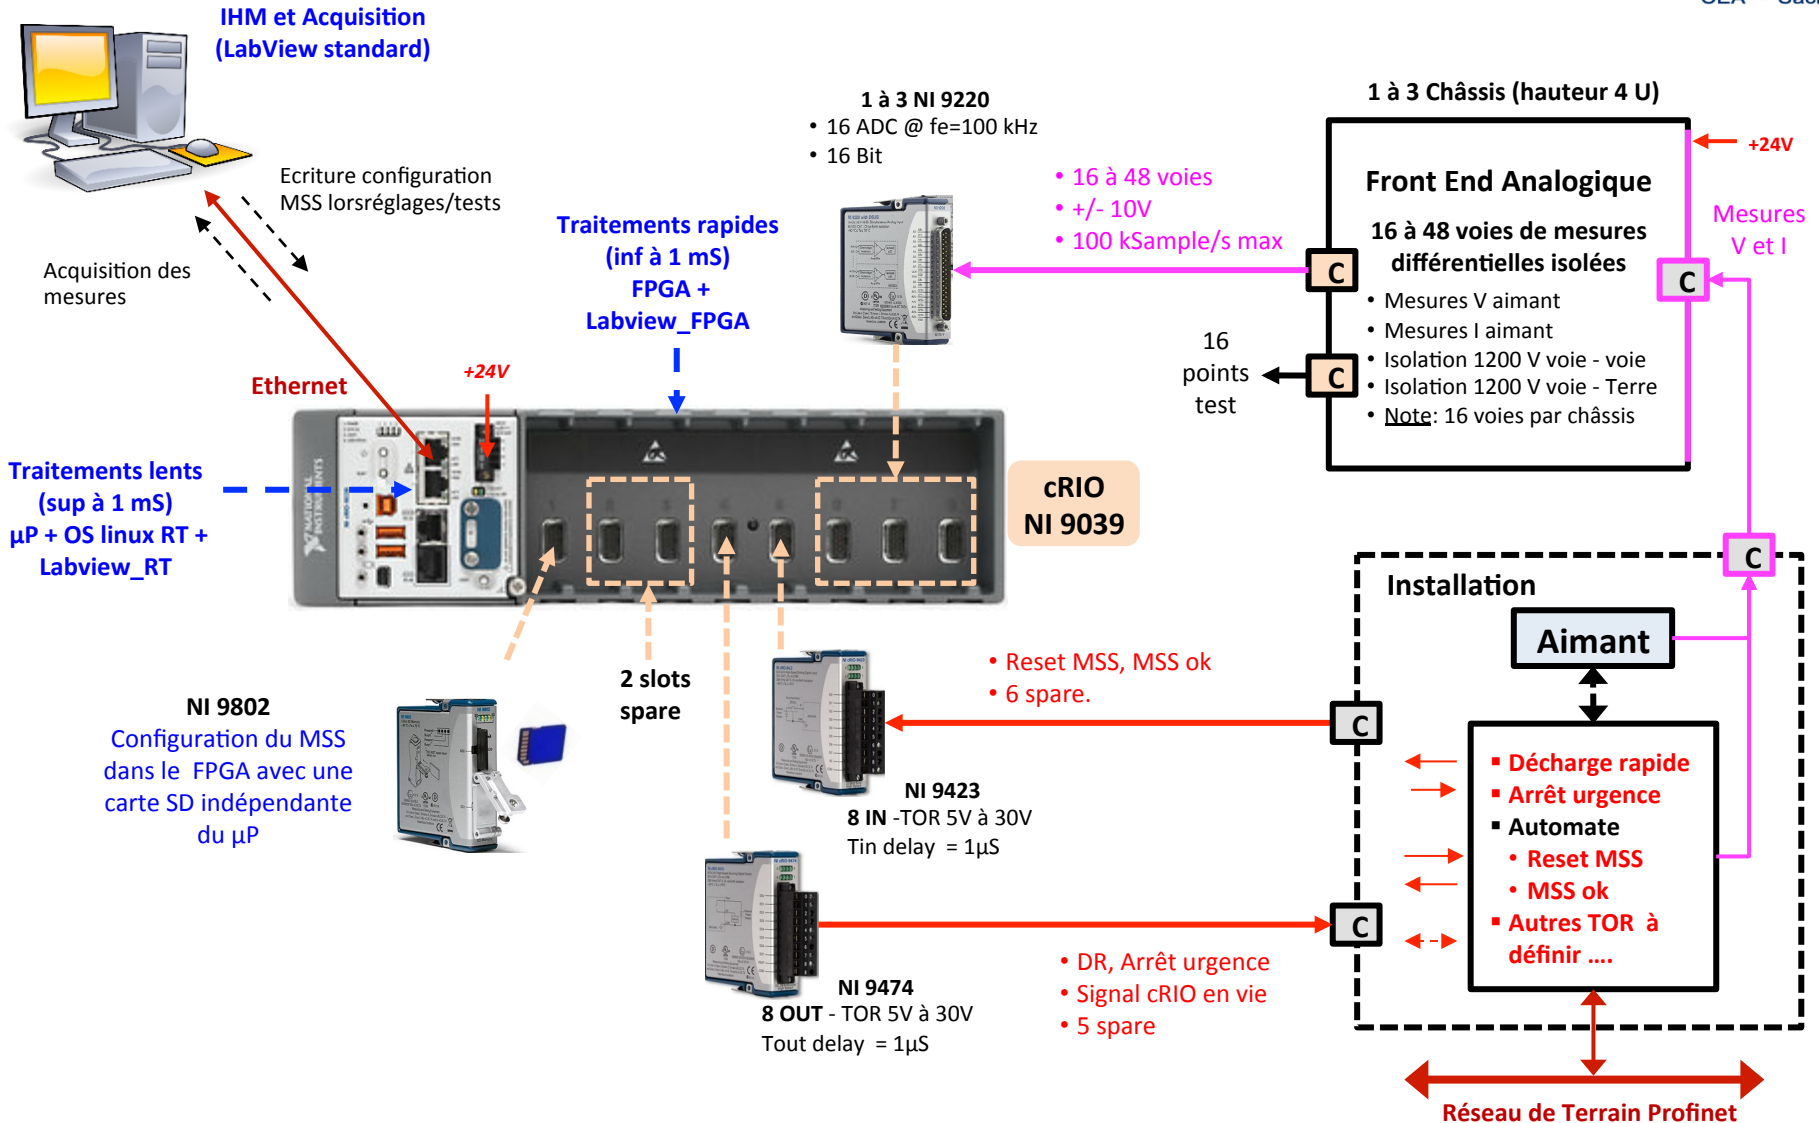 IHM et Acquisition
(LabView standard)
Ecriture configuration
MSS lorsréglages/tests
Acquisition des
mesures
Ethernet
+24V
Traitements lents
(sup à 1 mS)
µP + OS linux RT +
Labview_RT
Traitements rapides
(inf à 1 mS)
FPGA +
Labview_FPGA
1 à 3 NI 9220
• 16 ADC @ fe=100 kHz
• 16 Bit
• 16 à 48 voies
• +/- 10V
• 100 kSample/s max
16
points
test
1 à 3 Châssis (hauteur 4 U)
+24V
Front End Analogique
16 à 48 voies de mesures
différentielles isolées
• Mesures V aimant
• Mesures I aimant
• Isolation 1200 V voie - voie
• Isolation 1200 V voie - Terre
• Note: 16 voies par châssis
C
C
C
Mesures
V et I
NATIONAL
INSTRUMENTS
cRIO
NI 9039
2 slots
spare
NI 9802
Configuration du MSS
dans le FPGA avec une
carte SD indépendante
du µP
NI 9423
8 IN -TOR 5V à 30V
Tin delay = 1µS
NI 9474
8 OUT - TOR 5V à 30V
Tout delay = 1µS
• Reset MSS, MSS ok
• 6 spare.
• DR, Arrêt urgence
• Signal cRIO en vie
• 5 spare
C
C
C
Installation
Aimant
▪ Décharge rapide
▪ Arrêt urgence
▪ Automate
• Reset MSS
• MSS ok
▪ Autres TOR à
définir ....
Réseau de Terrain Profinet